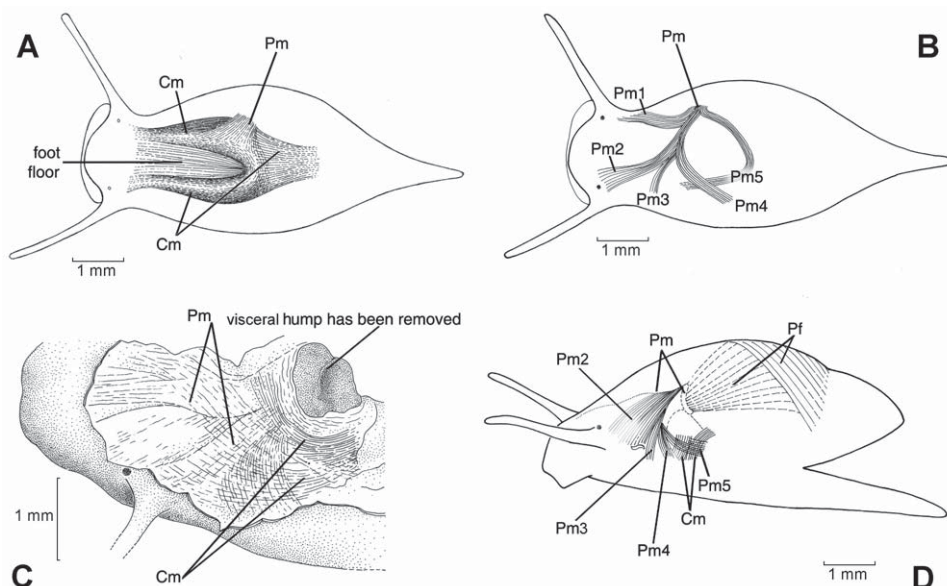 A
Pm
Cm
foot
floor
Cm
1 mm
B
Pm
Pm1
Pm2
Pm5
Pm3
Pm4
1 mm
Pm
visceral hump has been removed
1 mm
Cm
C
Pf
Pm
Pm2
Pm5
Pm3
Cm
Pm4
1 mm
D